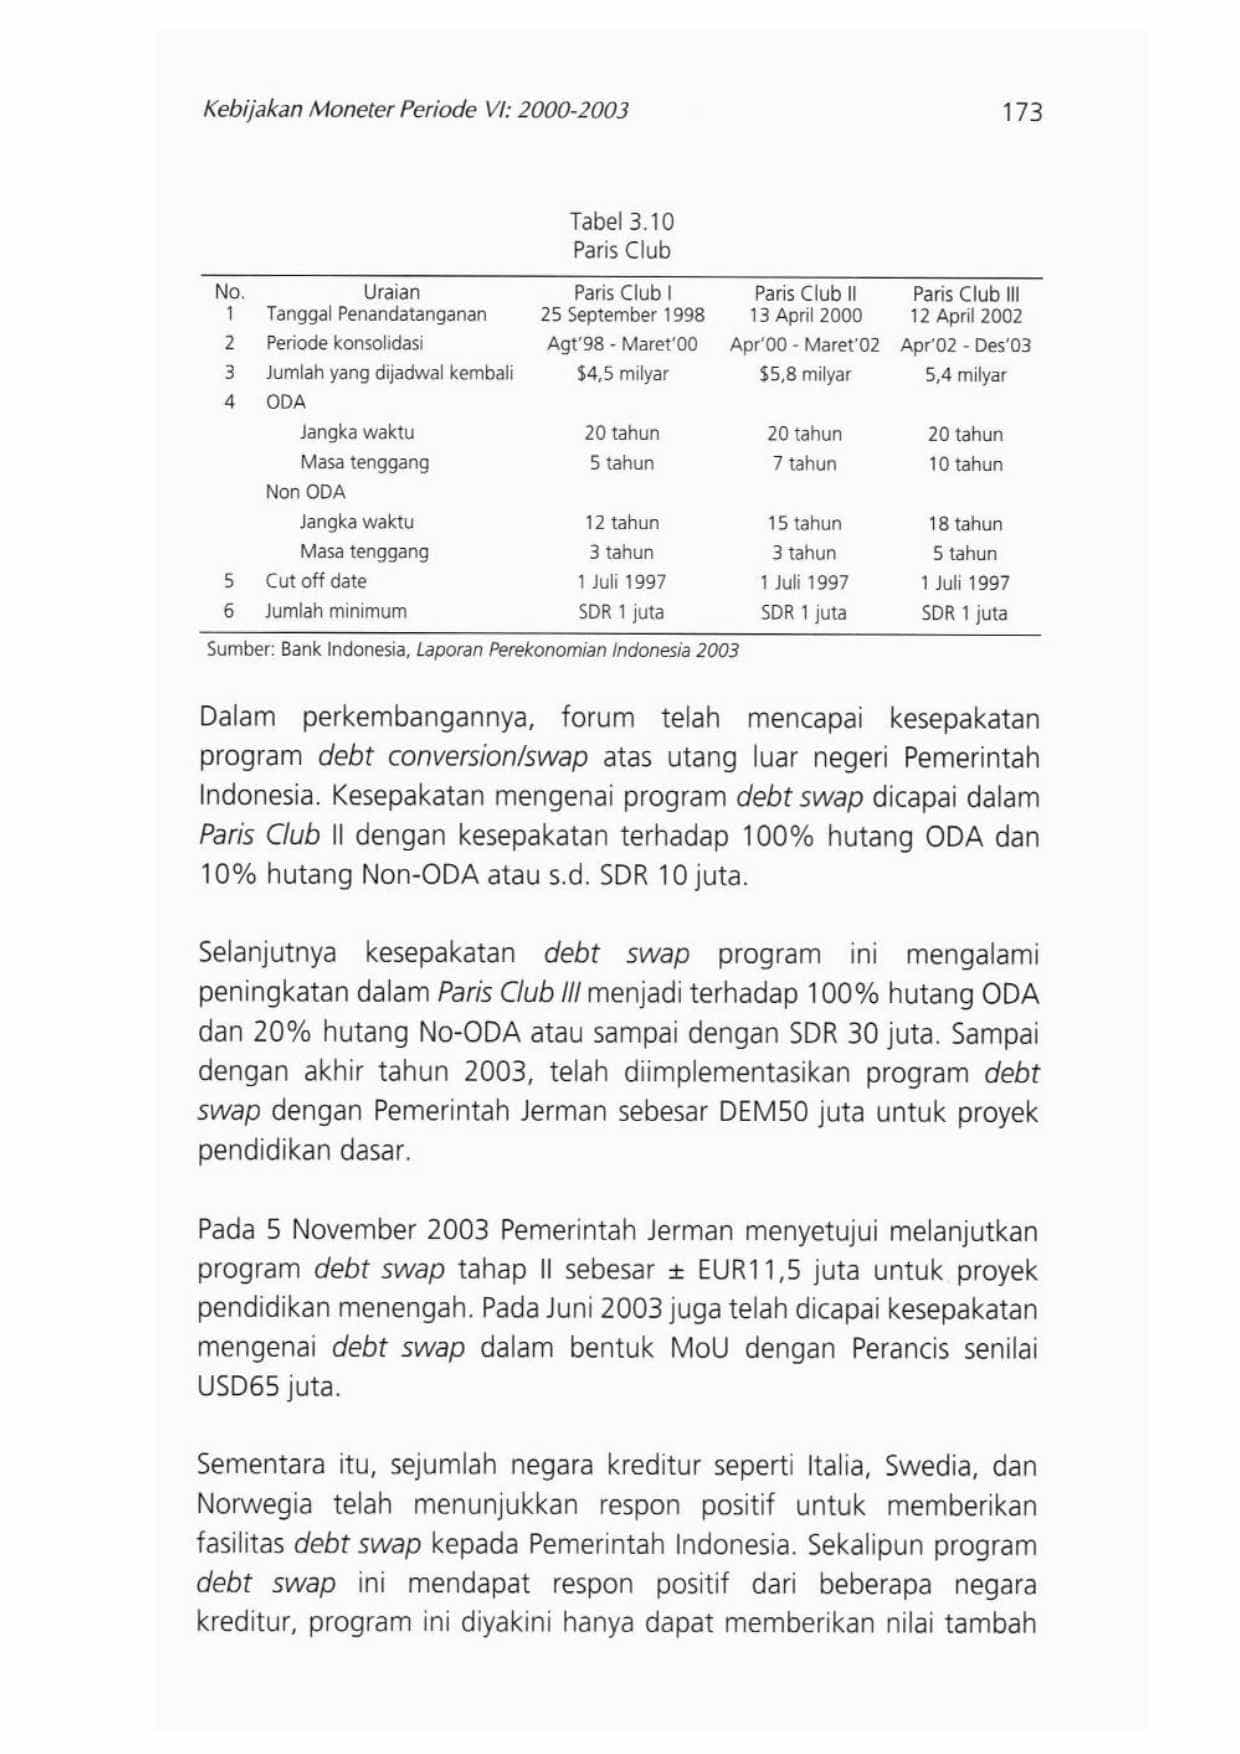 Kebijakan Moneter Periode VI: 2000-2003 173
Tabel 3.10
Paris Club
No. Uraian Paris Club I Paris Club II Paris Club III
1 Tanggal Penandatanganan 25 September 1998 13 April 2000 12 April 2002
2 Periode konsolidasi Agt'98 - Maret'00 Apr'00 - Maret'02 Apr'02 - Des'03
3 Jumlah yang dijadwal kembali $4,5 milyar $5,8 milyar 5,4 milyar
4 ODA
Jangka waktu 20 tahun 20 tahun 20 tahun
Masa tenggang 5 tahun 7 tahun 10 tahun
Non ODA
Jangka waktu 12 tahun 15 tahun 18 tahun
Masa tenggang 3 tahun 3 tahun 5 tahun
5 Cut off date 1 Juli 1997 1 Juli 1997 1 Juli 1997
6 Jumlah minimum SDR 1 juta SDR 1 juta SDR 1 juta
Sumber: Bank Indonesia, Laporan Perekonomian Indonesia 2003
Dalam perkembangannya, forum telah mencapai kesepakatan
program debt conversion/swap atas utang luar negeri Pemerintah
Indonesia. Kesepakatan mengenai program debt swap dicapai dalam
Paris Club II dengan kesepakatan terhadap 100% hutang ODA dan
10% hutang Non-ODA atau s.d. SDR 10 juta.
Selanjutnya kesepakatan debt swap program ini mengalami
peningkatan dalam Paris Club III menjadi terhadap 100% hutang ODA
dan 20% hutang No-ODA atau sampai dengan SDR 30 juta. Sampai
dengan akhir tahun 2003, telah diimplementasikan program debt
swap dengan Pemerintah Jerman sebesar DEM50 juta untuk proyek
pendidikan dasar.
Pada 5 November 2003 Pemerintah Jerman menyetujui melanjutkan
program debt swap tahap II sebesar ± EUR11,5 juta untuk proyek
pendidikan menengah. Pada Juni 2003 juga telah dicapai kesepakatan
mengenai debt swap dalam bentuk MoU dengan Perancis senilai
USD65 juta.
Sementara itu, sejumlah negara kreditur seperti Italia, Swedia, dan
Norwegia telah menunjukkan respon positif untuk memberikan
fasilitas debt swap kepada Pemerintah Indonesia. Sekalipun program
debt swap ini mendapat respon positif dari beberapa negara
kreditur, program ini diyakini hanya dapat memberikan nilai tambah